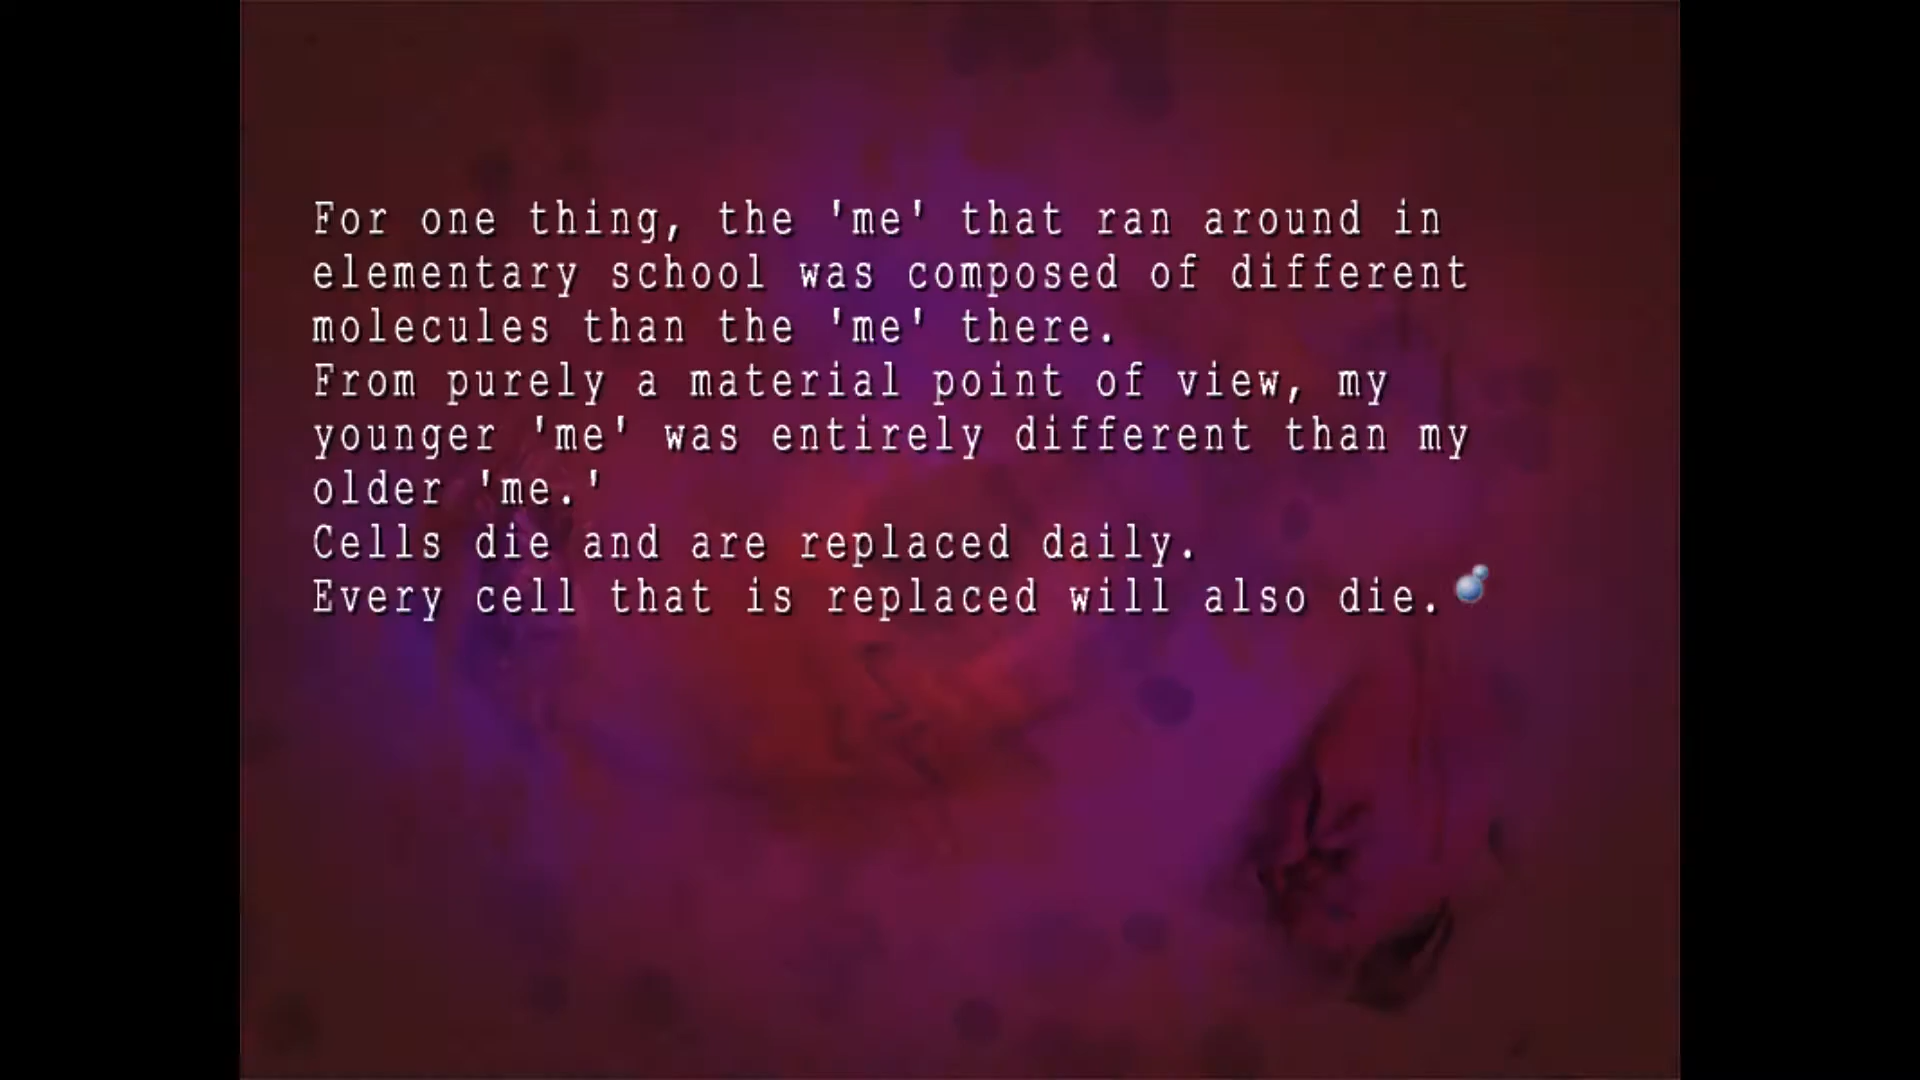 For one thing, the 'me' that ran around in
elementary school was composed of different
molecules than the 'me' there.
From purely a material point of view, my
younger 'me' was entirely different than my
older 'me.'
Cells die and are replaced daily.
Every cell that is replaced will also die.